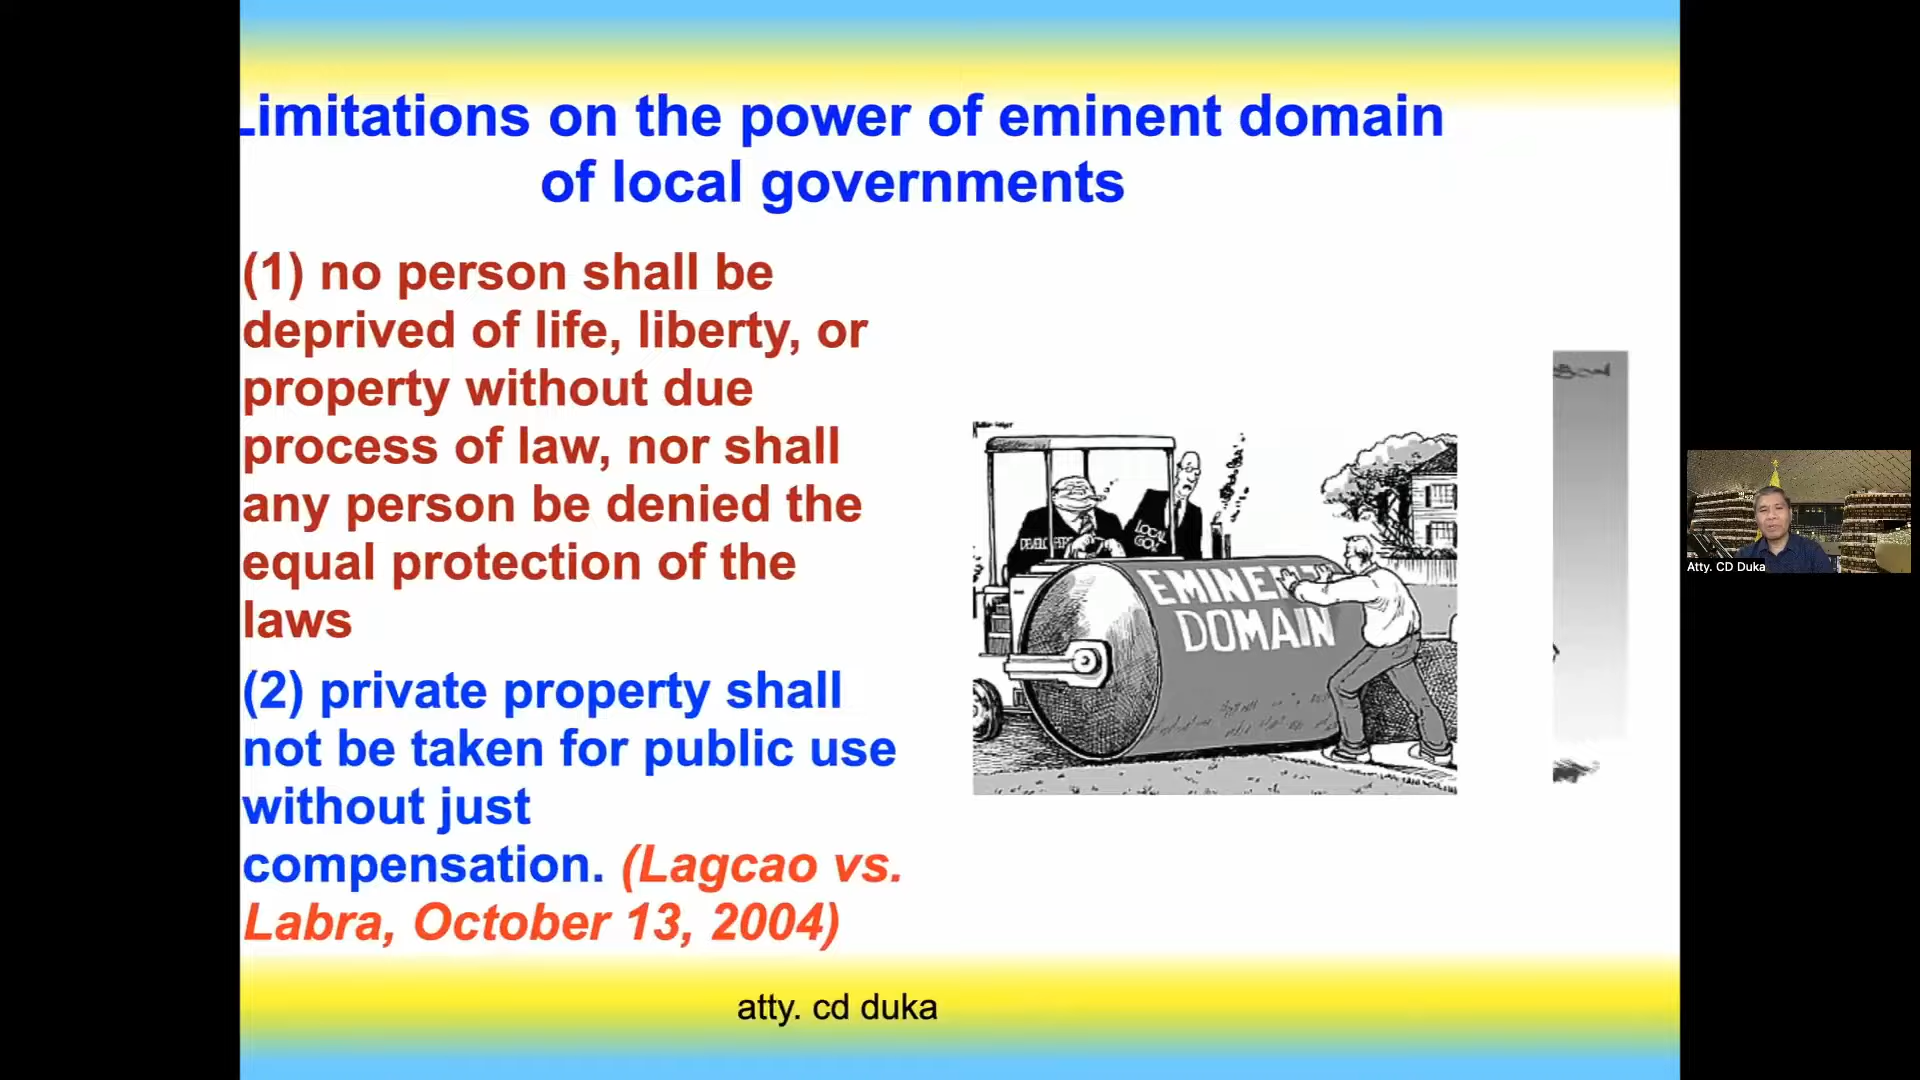 Limitations on the power of eminent domain
of local governments
(1) no person shall be
deprived of life, liberty, or
property without due
process of law, nor shall
any person be denied the
equal protection of the
laws
(2) private property shall
not be taken for public use
without just
compensation. (Lagcao vs.
Labra, October 13, 2004)
LOCAL
GOV.
EMINENT
DOMAIN
Atty. CD Duka
atty. cd duka